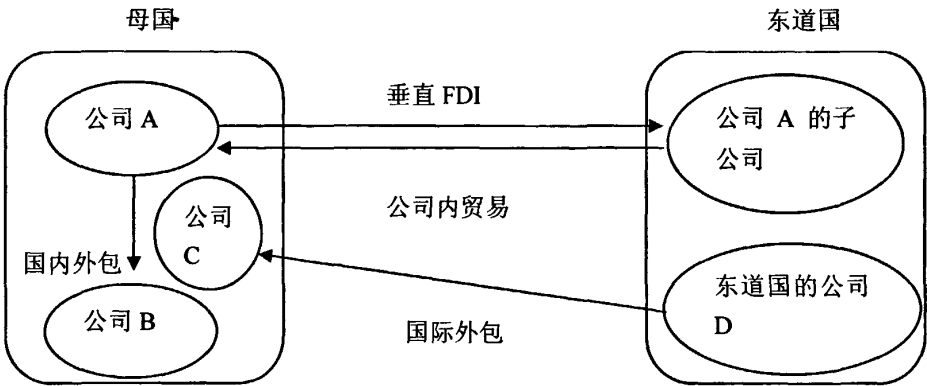 母国
东道国
公司 A
垂直 FDI
公司 A 的子
公司
公司
C
公司内贸易
国内外包
东道国的公司
D
公司 B
国际外包